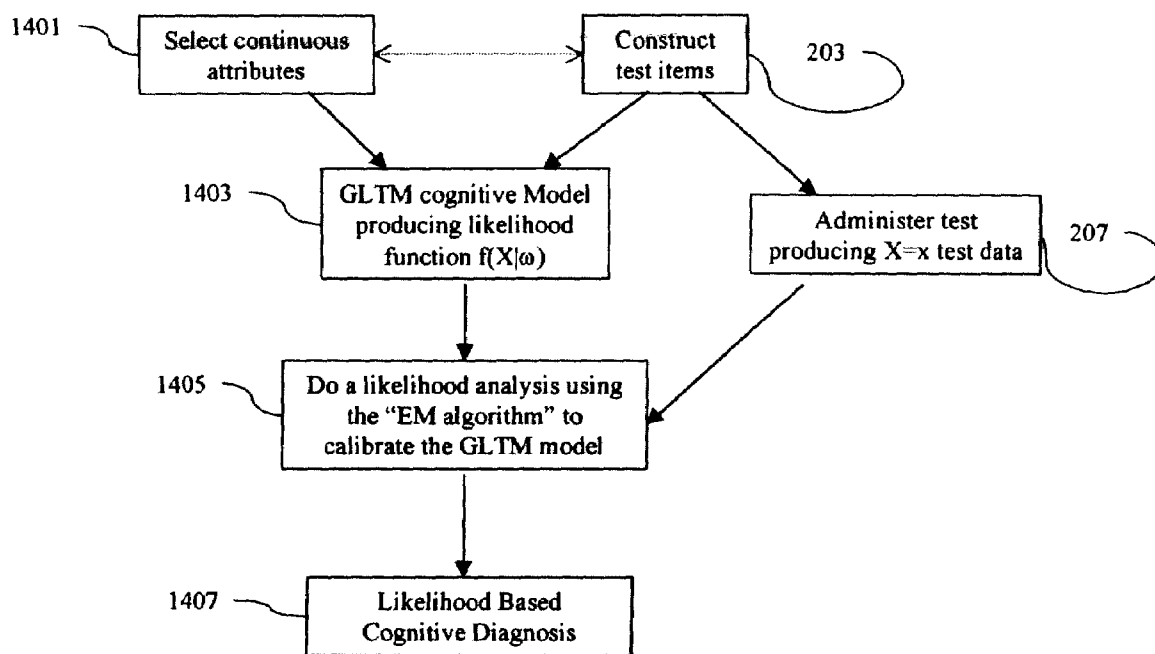 1401
Select continuous
attributes
Construct
test items
203
1403
GLTM cognitive Model
producing likelihood
function f(X|ω)
Administer test
producing X=x test data
207
1405
Do a likelihood analysis using
the “EM algorithm” to
calibrate the GLTM model
1407
Likelihood Based
Cognitive Diagnosis